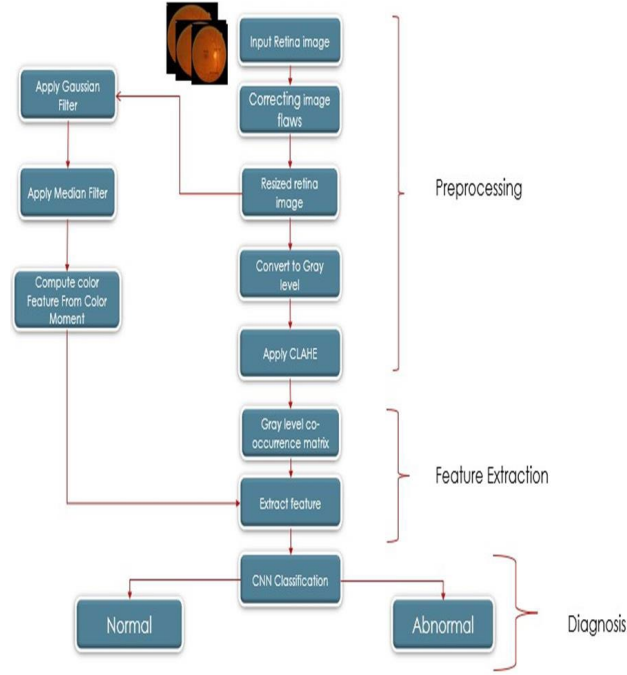 Input Retina image
Correcting image
flaws
Resized retina
image
Convert to Gray
level
Apply CLAHE
Apply Gaussian
Filter
Apply Median Filter
Compute color
Feature From Color
Moment
Gray level co-
occurrence matrix
Extract feature
CNN Classification
Normal
Abnormal
Preprocessing
Feature Extraction
Diagnosis